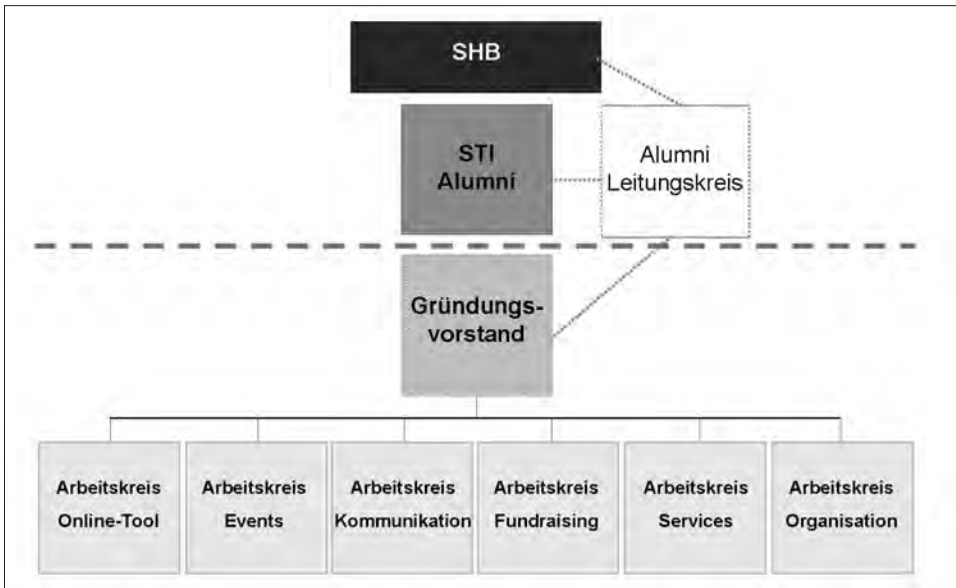 SHB
STI
Alumni
Alumni
Leitungskreis
Gründungs-
vorstand
Arbeitskreis
Online-Tool
Arbeitskreis
Events
Arbeitskreis
Kommunikation
Arbeitskreis
Fundraising
Arbeitskreis
Services
Arbeitskreis
Organisation